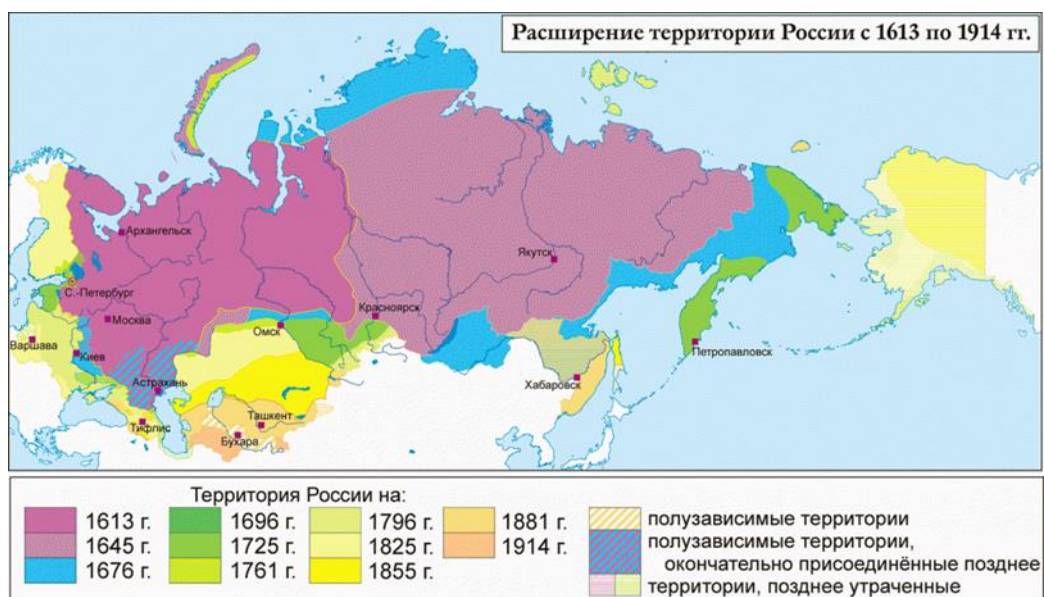 Расширение территории России с 1613 по 1914 гг.
Архангельск
Якутск
С.-Петербург
Красноярск
Москва
Омск
Варшава
Киев
Петропавловск
Астрахань
Хабаровск
Ташкент
Тифлис
Бухара
Территория России на:
1613 г.
1645 г.
1676 г.
1696 г.
1725 г.
1761 г.
1796 г.
1825 г.
1855 г.
1881 г.
1914 г.
полузависимые территории
полузависимые территории,
окончательно присоединённые позднее
территории, позднее утраченные